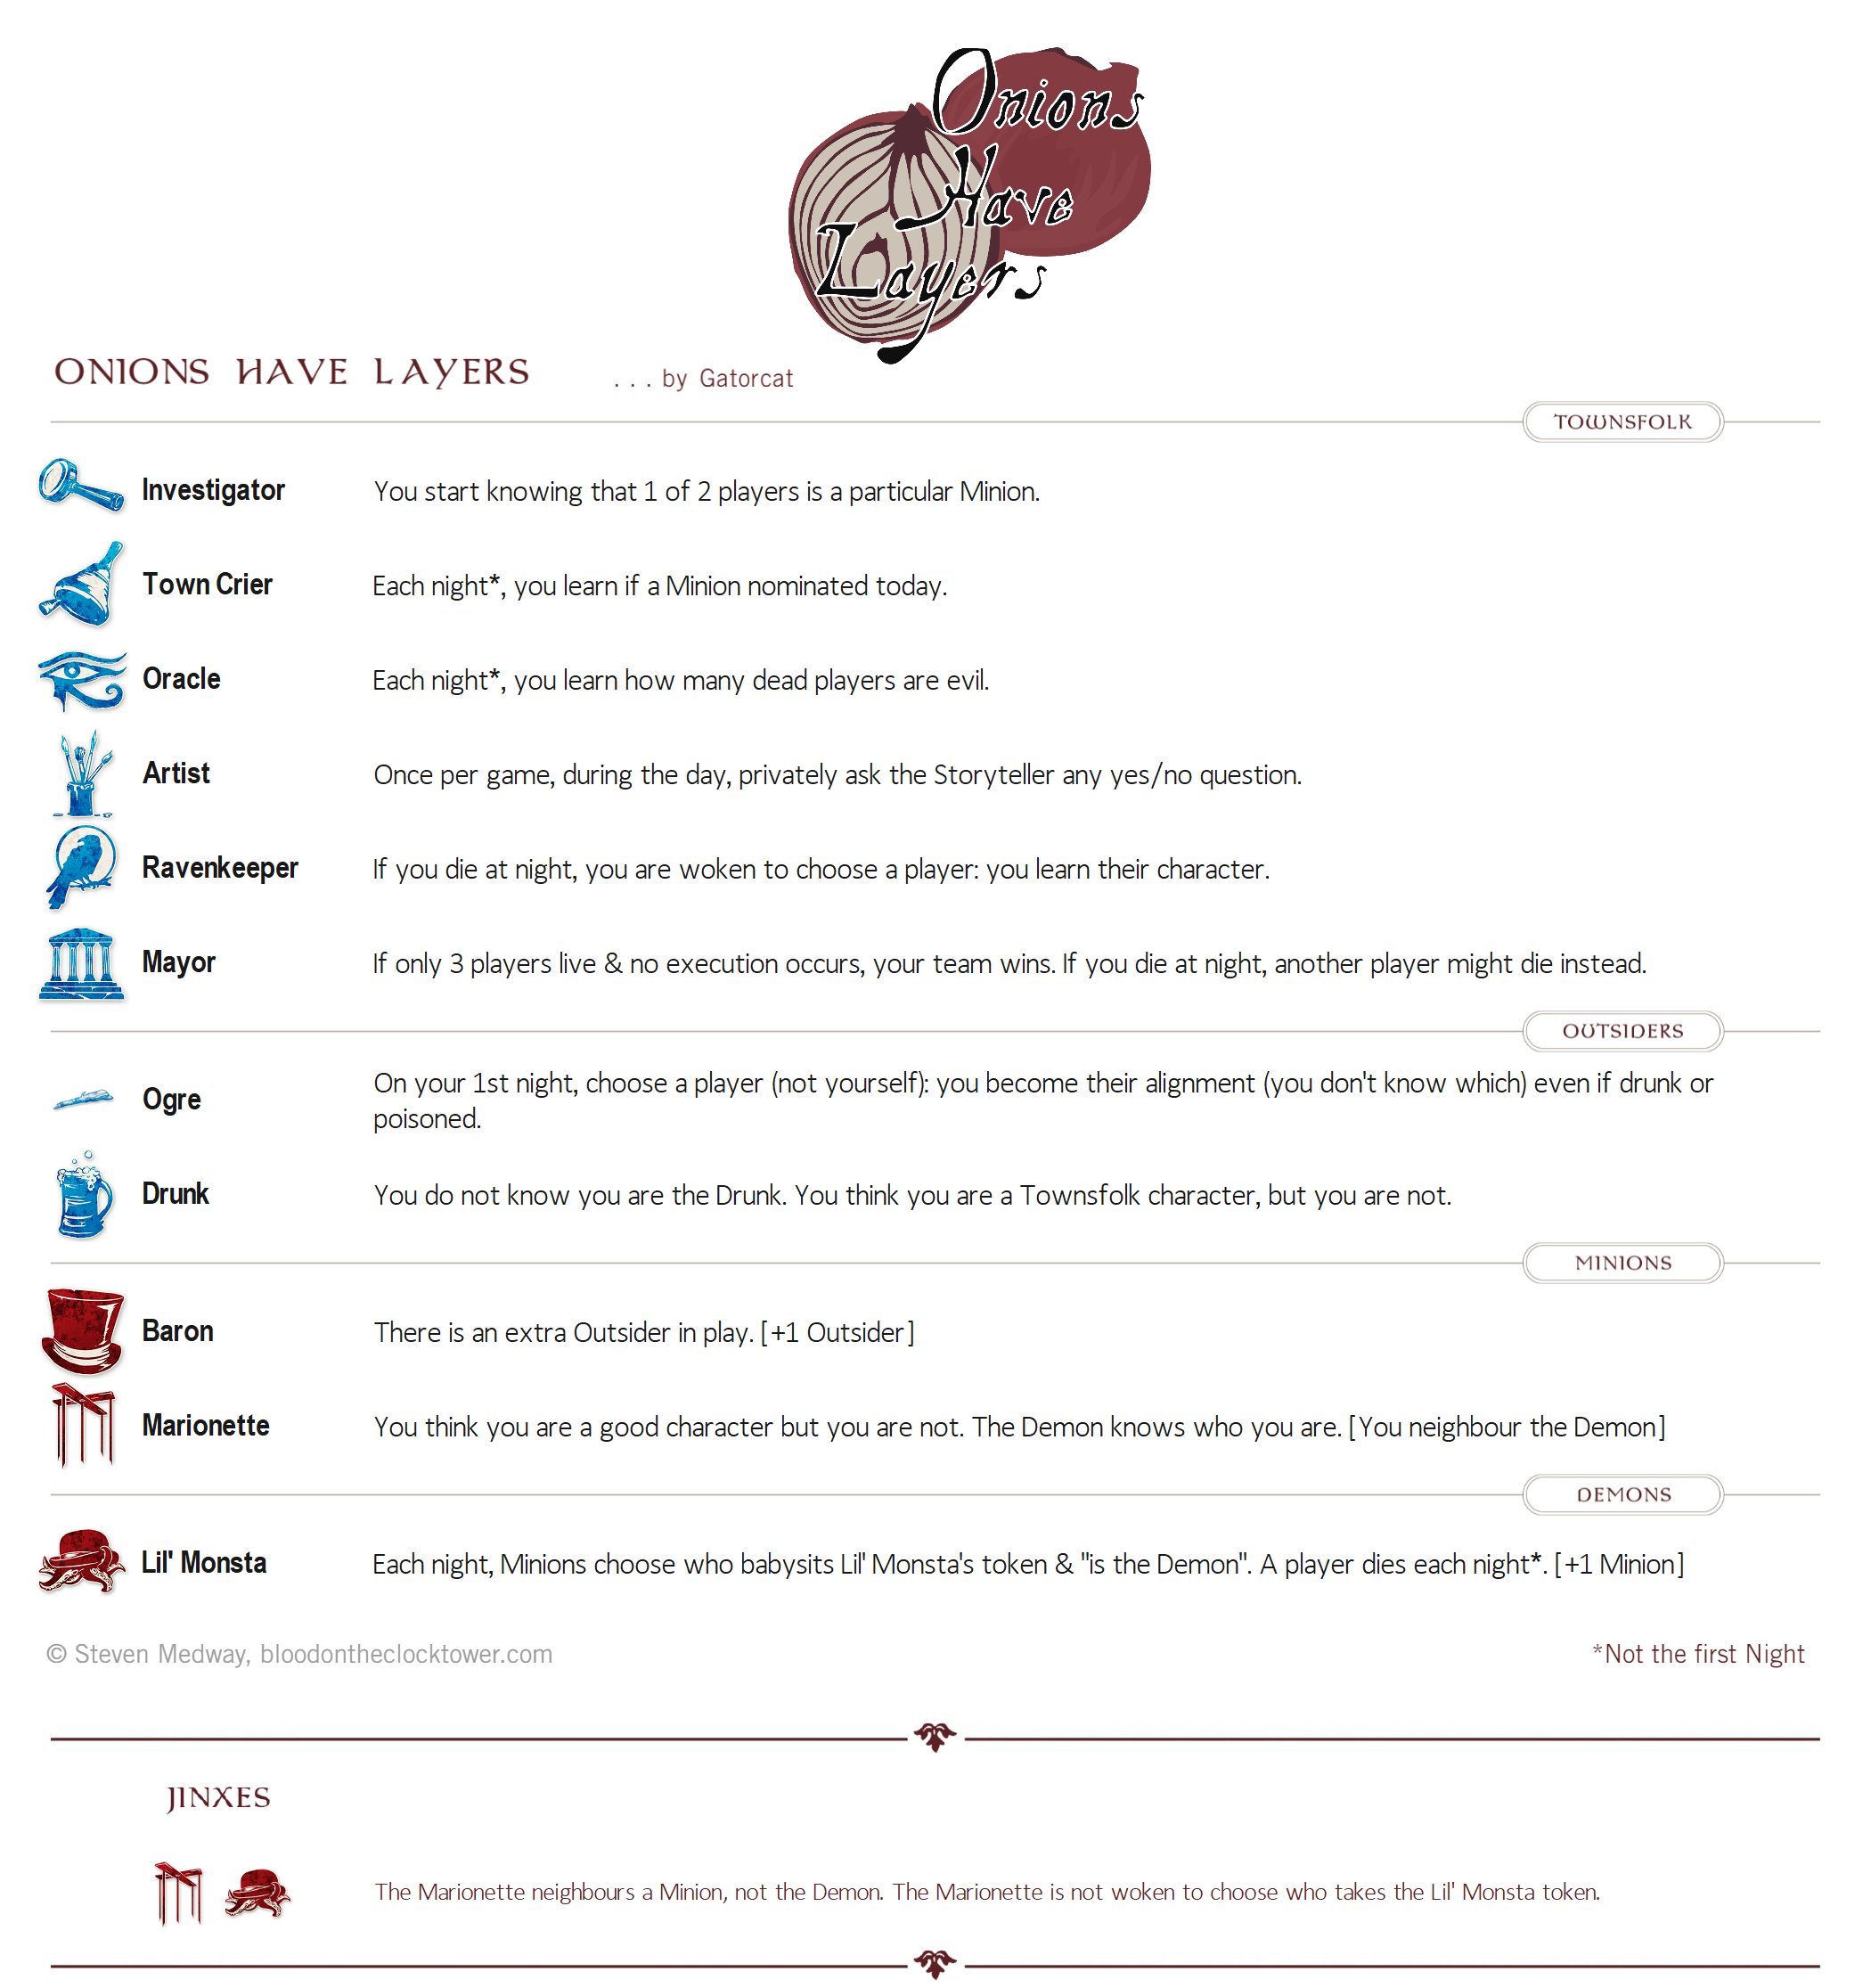 Onions
Have
Layers
ONIONS HAVE LAYERS
. . . by Gatorcat
TOWNSFOLK
Investigator
You start knowing that 1 of 2 players is a particular Minion.
Town Crier
Each night*, you learn if a Minion nominated today.
Oracle
Each night*, you learn how many dead players are evil.
Artist
Once per game, during the day, privately ask the Storyteller any yes/no question.
Ravenkeeper
If you die at night, you are woken to choose a player: you learn their character.
Mayor
If only 3 players live & no execution occurs, your team wins. If you die at night, another player might die instead.
OUTSIDERS
Ogre
On your 1st night, choose a player (not yourself): you become their alignment (you don't know which) even if drunk or
poisoned.
Drunk
You do not know you are the Drunk. You think you are a Townsfolk character, but you are not.
MINIONS
Baron
There is an extra Outsider in play. [+1 Outsider]
Marionette
You think you are a good character but you are not. The Demon knows who you are. [You neighbour the Demon]
DEMONS
Lil' Monsta
Each night, Minions choose who babysits Lil' Monsta's token & "is the Demon". A player dies each night*. [+1 Minion]
© Steven Medway, bloodontheclocktower.com
*Not the first Night
JINXES
The Marionette neighbours a Minion, not the Demon. The Marionette is not woken to choose who takes the Lil' Monsta token.